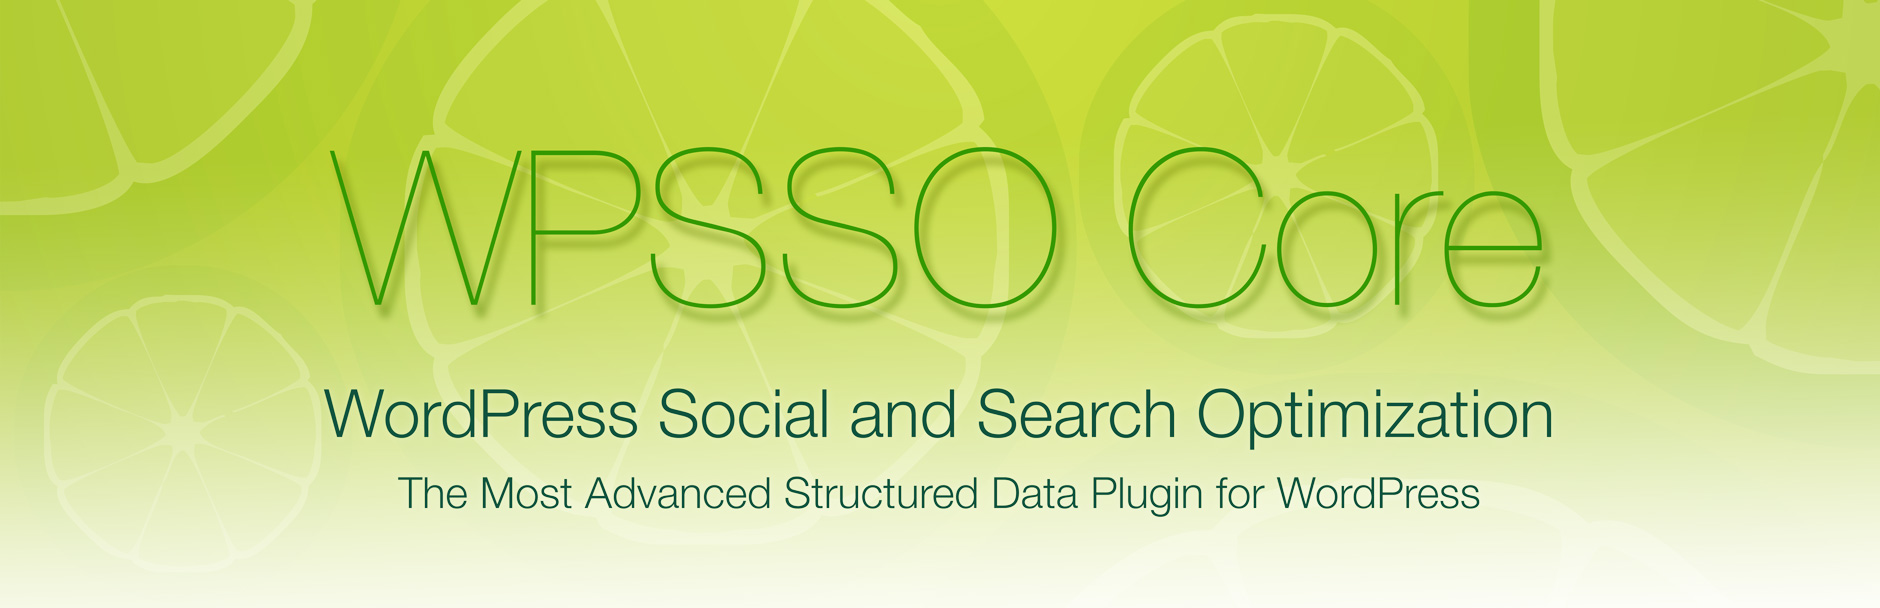 WPSSO Core
WordPress Social and Search Optimization
The Most Advanced Structured Data Plugin for WordPress